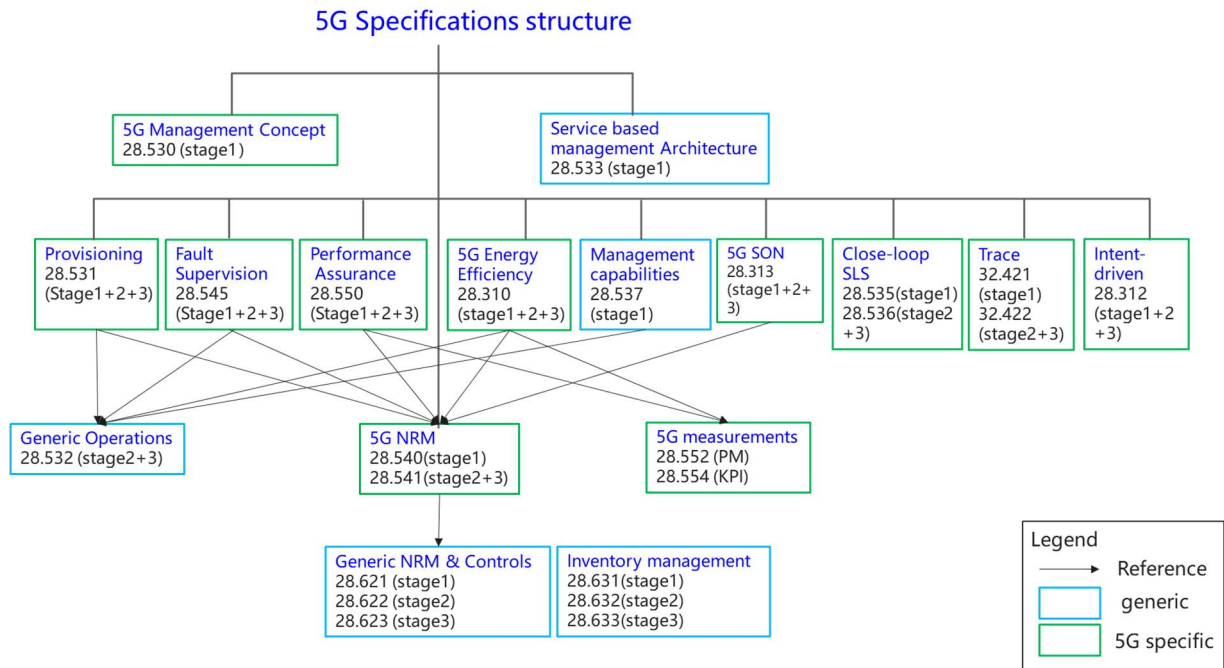 5G Specifications structure
5G Management Concept
28.530 (stage1)
Service based
management Architecture
28.533 (stage1)
Provisioning
28.531
(Stage1+2+3)
Fault
Supervision
28.545
(Stage1+2+3)
Performance
Assurance
28.550
(Stage1+2+3)
5G Energy
Efficiency
28.310
(stage1+2+3)
Management
capabilities
28.537
(stage1)
5G SON
28.313
(stage1+2+
3)
Close-loop
SLS
28.535(stage1)
28.536(stage2
+3)
Trace
32.421
(stage1)
32.422
(stage2+3)
Intent-
driven
28.312
(stage1+2
+3)
Generic Operations
28.532 (stage2+3)
5G NRM
28.540(stage1)
28.541(stage2+3)
5G measurements
28.552 (PM)
28.554 (KPI)
Generic NRM & Controls
28.621 (stage1)
28.622 (stage2)
28.623 (stage3)
Inventory management
28.631(stage1)
28.632(stage2)
28.633(stage3)
Legend
Reference
generic
5G specific